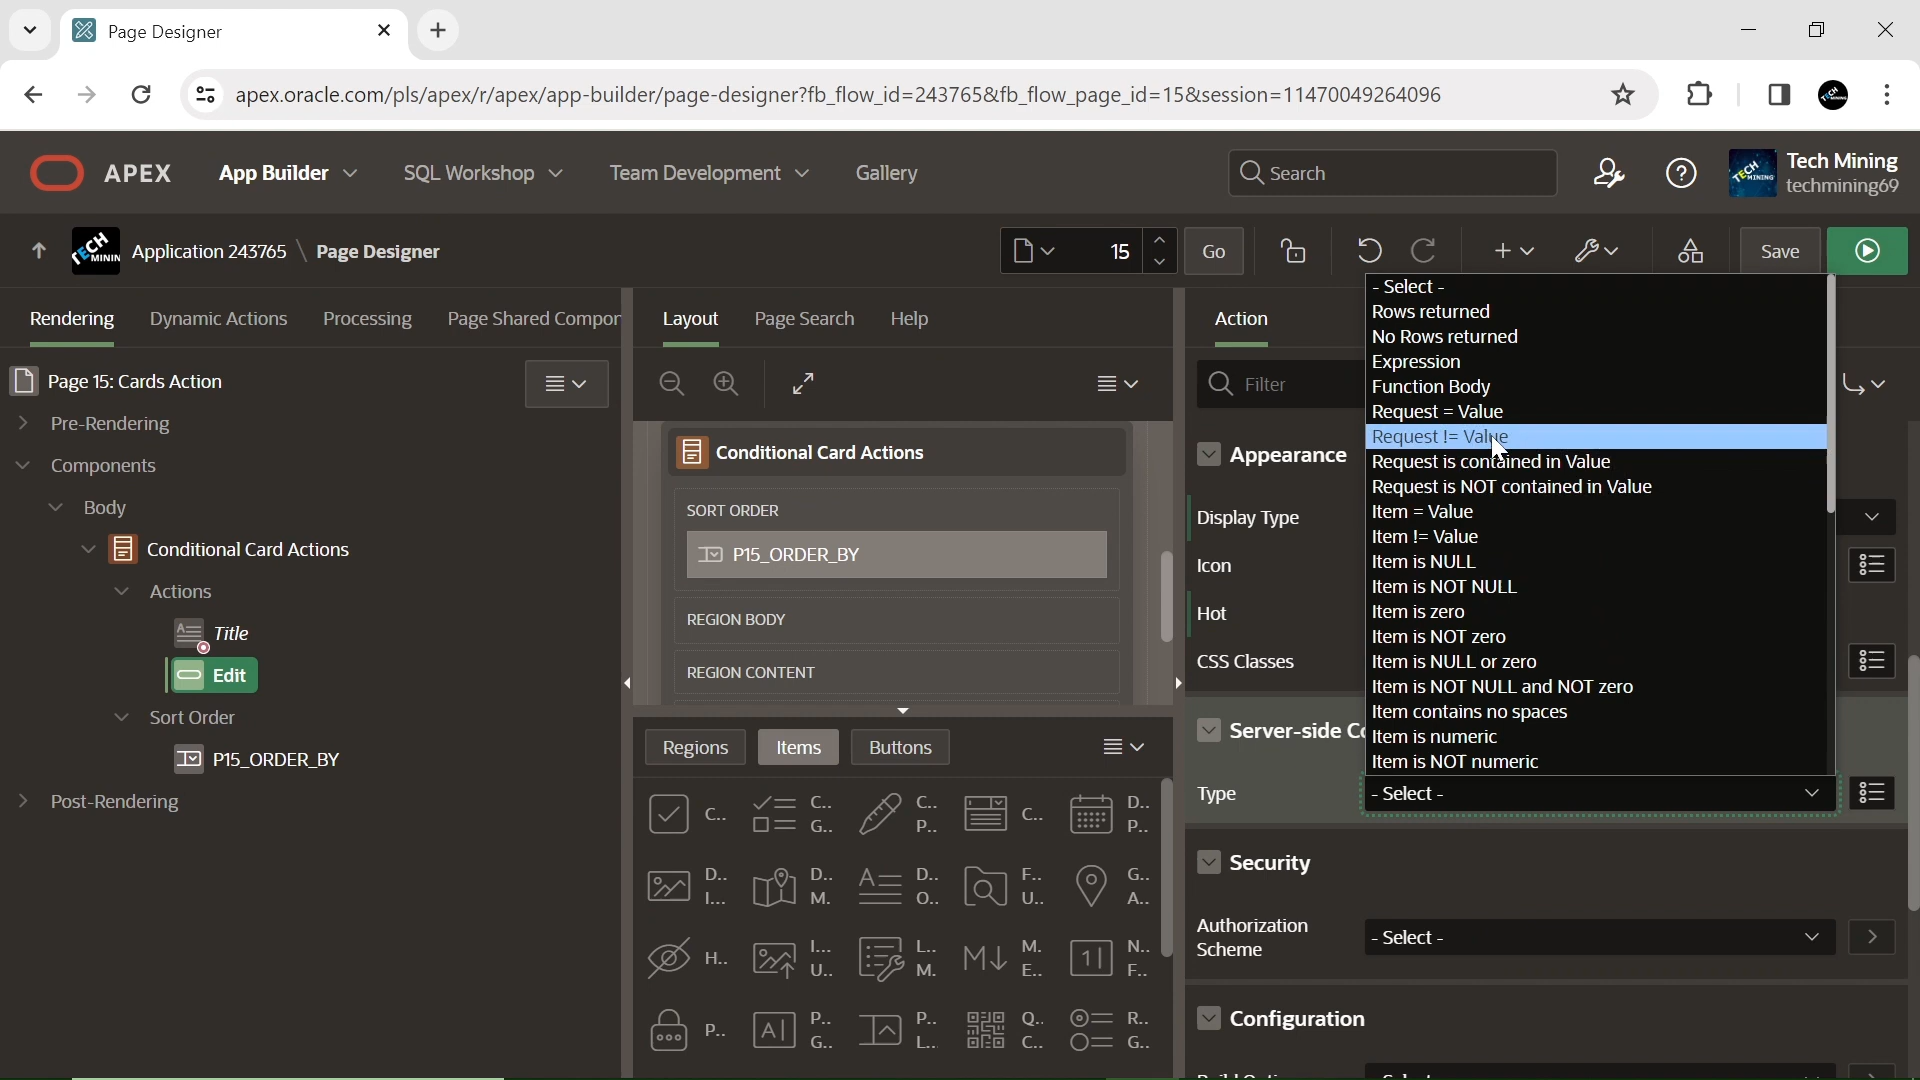 Page Designer
apex.oracle.com/pls/apex/r/apex/app-builder/page-designer?fb_flow_id=243765&fb_flow_page_id=15&session=11470049264096
APEX App Builder SQL Workshop Team Development Gallery Search Tech Mining
techmining69
TECH MINING Application 243765 \ Page Designer 15 Go Save
Rendering Dynamic Actions Processing Page Shared Compon
Layout Page Search Help
Action
Page 15: Cards Action
Pre-Rendering
Components
Body
Conditional Card Actions
Actions
Title
Edit
Sort Order
P15_ORDER_BY
Post-Rendering
Conditional Card Actions
SORT ORDER
P15_ORDER_BY
REGION BODY
REGION CONTENT
Regions Items Buttons
C.. C.. C.. C.. D..
G.. P.. P..
D.. D.. D.. F.. G..
I... M. O.. U.. A..
H.. I... L.. M. N..
U.. M. E.. F..
P.. P.. P.. Q.. R..
G.. L.. C.. G..
Filter
Appearance
Display Type
Icon
Hot
CSS Classes
Server-side Co
Type
- Select -
- Select -
Rows returned
No Rows returned
Expression
Function Body
Request = Value
Request != Value
Request is contained in Value
Request is NOT contained in Value
Item = Value
Item != Value
Item is NULL
Item is NOT NULL
Item is zero
Item is NOT zero
Item is NULL or zero
Item is NOT NULL and NOT zero
Item contains no spaces
Item is numeric
Item is NOT numeric
Security
Authorization
Scheme
- Select -
Configuration